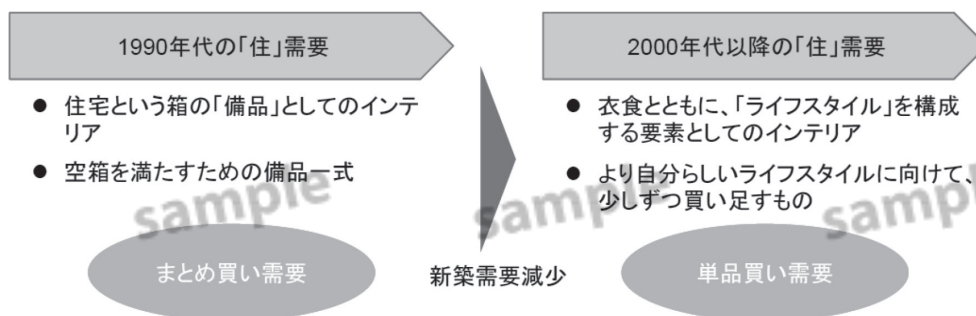 1990年代の「住」需要
● 住宅という箱の「備品」としてのインテ
リア
● 空箱を満たすための備品一式
まとめ買い需要
新築需要減少
2000年代以降の「住」需要
● 衣食とともに、「ライフスタイル」を構成
する要素としてのインテリア
● より自分らしいライフスタイルに向けて、
少しずつ買い足すもの
単品買い需要
sample
sample
sample